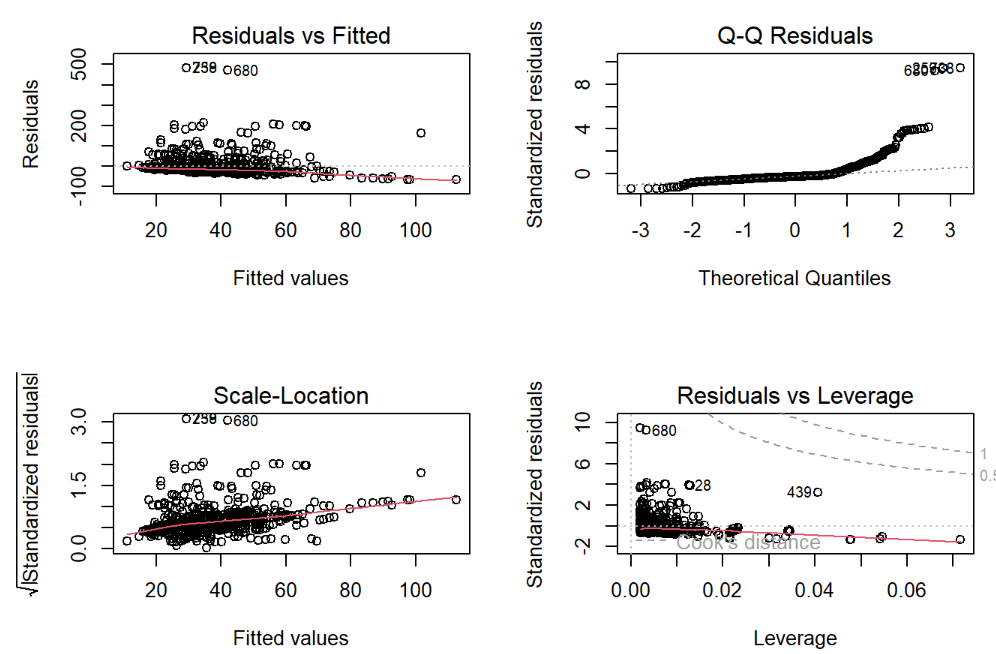 Residuals vs Fitted
Residuals
500
200
-100
680
20 40 60 80 100
Fitted values
Q-Q Residuals
Standardized residuals
8
4
0
680
-3 -2 -1 0 1 2 3
Theoretical Quantiles
Scale-Location
√|Standardized residuals|
3.0
1.5
0.0
680
20 40 60 80 100
Fitted values
Residuals vs Leverage
Standardized residuals
10
6
2
-2
680
28
439
1
0.5
Cook's distance
0.00 0.02 0.04 0.06
Leverage